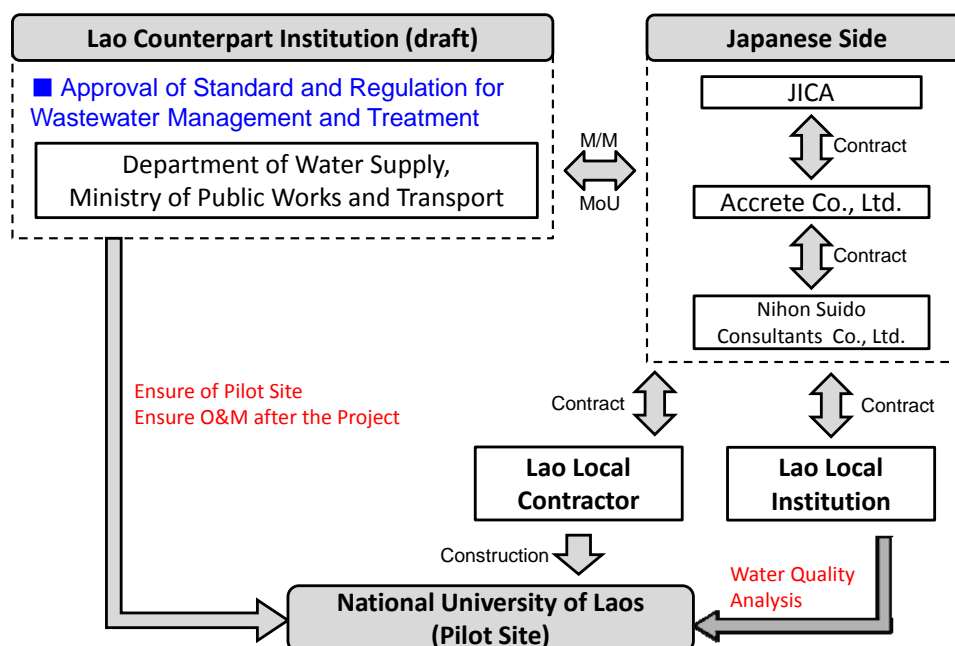 Lao Counterpart Institution (draft)
■ Approval of Standard and Regulation for
Wastewater Management and Treatment
Department of Water Supply,
Ministry of Public Works and Transport
M/M
MoU
Japanese Side
JICA
Contract
Accrete Co., Ltd.
Contract
Nihon Suido
Consultants Co., Ltd.
Ensure of Pilot Site
Ensure O&M after the Project
Contract
Contract
Lao Local
Contractor
Lao Local
Institution
Construction
Water Quality
Analysis
National University of Laos
(Pilot Site)